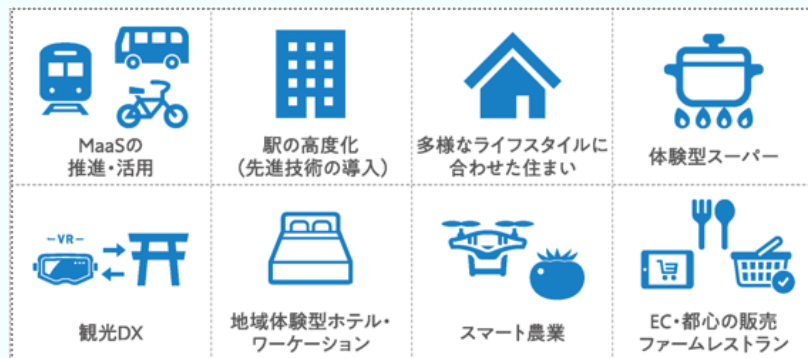 MaaSの
推進・活用
駅の高度化
(先進技術の導入)
多様なライフスタイルに
合わせた住まい
体験型スーパー
-VR-
観光DX
地域体験型ホテル・
ワーケーション
スマート農業
EC・都心の販売
ファームレストラン